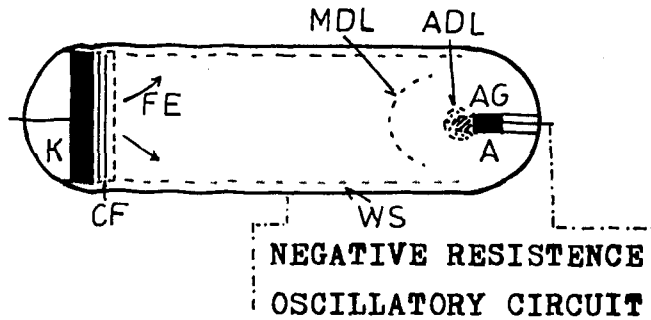 MDL ADL
FE AG
K A
CF WS
NEGATIVE RESISTENCE
OSCILLATORY CIRCUIT